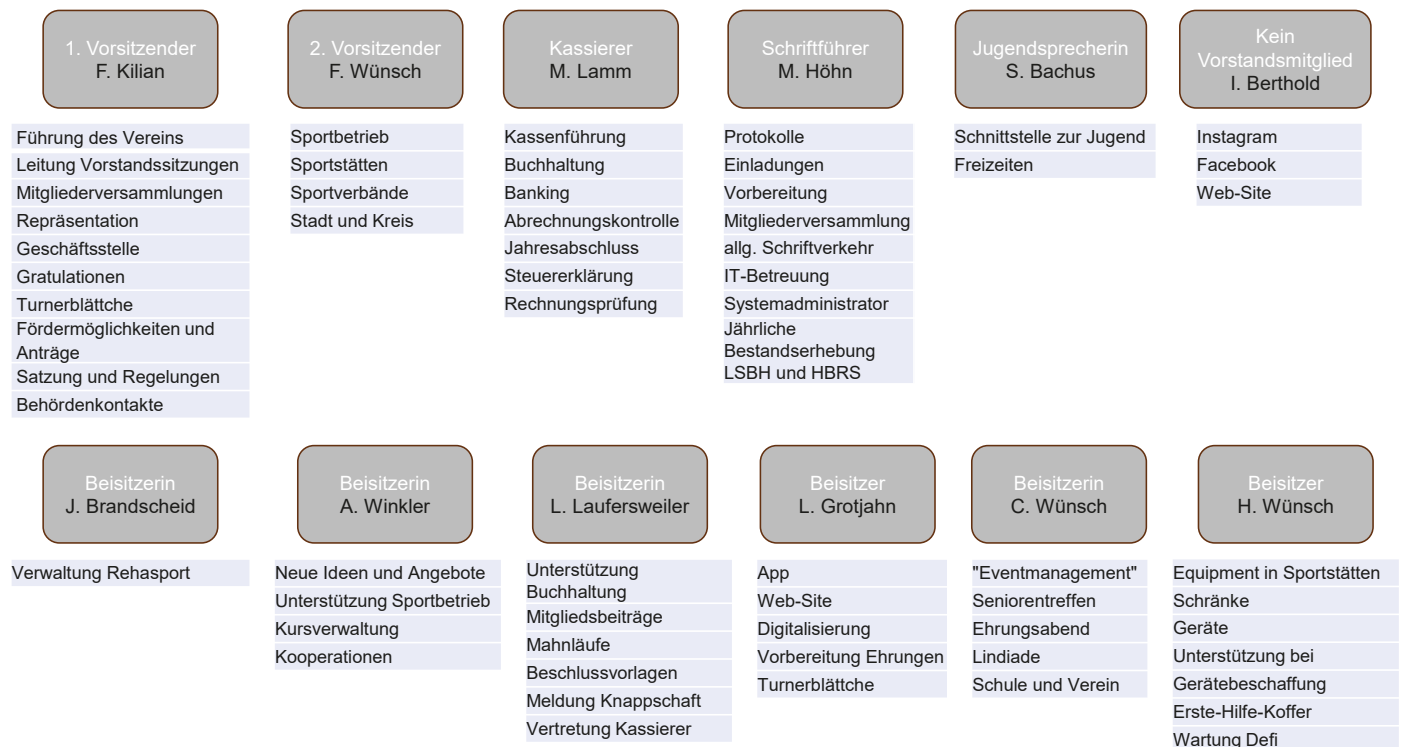 1. Vorsitzender
F. Kilian
Führung des Vereins
Leitung Vorstandssitzungen
Mitgliederversammlungen
Repräsentation
Geschäftsstelle
Gratulationen
Turnerblättche
Fördermöglichkeiten und
Anträge
Satzung und Regelungen
Behördenkontakte
2. Vorsitzender
F. Wünsch
Sportbetrieb
Sportstätten
Sportverbände
Stadt und Kreis
Kassierer
M. Lamm
Kassenführung
Buchhaltung
Banking
Abrechnungskontrolle
Jahresabschluss
Steuererklärung
Rechnungsprüfung
Schriftführer
M. Höhn
Protokolle
Einladungen
Vorbereitung
Mitgliederversammlung
allg. Schriftverkehr
IT-Betreuung
Systemadministrator
Jährliche
Bestandserhebung
LSBH und HBRS
Jugendsprecherin
S. Bachus
Schnittstelle zur Jugend
Freizeiten
Kein
Vorstandsmitglied
I. Berthold
Instagram
Facebook
Web-Site
Beisitzerin
J. Brandscheid
Verwaltung Rehasport
Beisitzerin
A. Winkler
Neue Ideen und Angebote
Unterstützung Sportbetrieb
Kursverwaltung
Kooperationen
Beisitzerin
L. Laufersweiler
Unterstützung
Buchhaltung
Mitgliedsbeiträge
Mahnläufe
Beschlussvorlagen
Meldung Knappschaft
Vertretung Kassierer
Beisitzer
L. Grotjahn
App
Web-Site
Digitalisierung
Vorbereitung Ehrungen
Turnerblättche
Beisitzerin
C. Wünsch
"Eventmanagement"
Seniorentreffen
Ehrungsabend
Lindiade
Schule und Verein
Beisitzer
H. Wünsch
Equipment in Sportstätten
Schränke
Geräte
Unterstützung bei
Gerätebeschaffung
Erste-Hilfe-Koffer
Wartung Defi